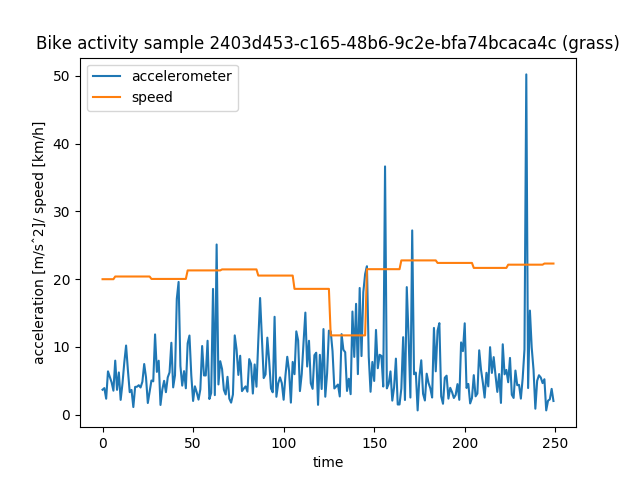 Bike activity sample 2403d453-c165-48b6-9c2e-bfa74bcaca4c (grass)
accelerometer
speed
acceleration [m/s^2]/ speed [km/h]
50
40
30
20
10
0
0
50
100
150
200
250
time